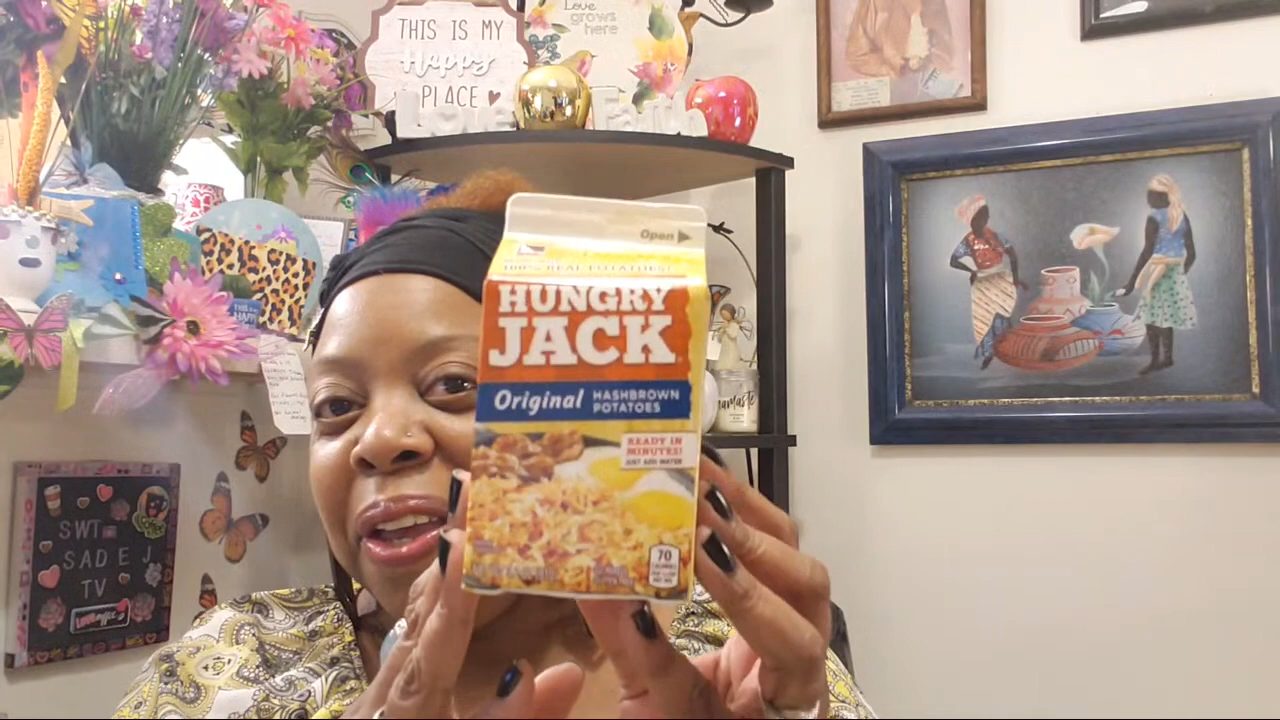 THIS IS MY
Happy
PLACE
Love
grows
here
Love
Faith
Open
100% REAL POTATOES!
HUNGRY
JACK
Original
HASHBROWN
POTATOES
READY IN
MINUTES!
JUST ADD WATER
70
CALORIES
namaste
SWT
SADE J
TV